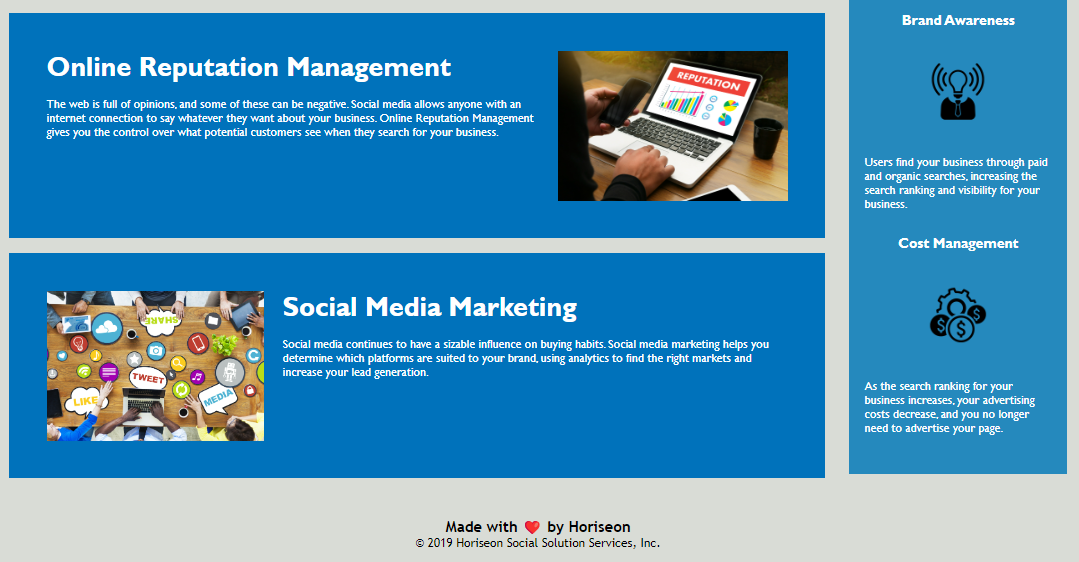 Online Reputation Management
The web is full of opinions, and some of these can be negative. Social media allows anyone with an
internet connection to say whatever they want about your business. Online Reputation Management
gives you the control over what potential customers see when they search for your business.
REPUTATION
Social Media Marketing
Social media continues to have a sizable influence on buying habits. Social media marketing helps you
determine which platforms are suited to your brand, using analytics to find the right markets and
increase your lead generation.
SHARE
TWEET
LIKE
MEDIA
Brand Awareness
Users find your business through paid
and organic searches, increasing the
search ranking and visibility for your
business.
Cost Management
$ $ $
As the search ranking for your
business increases, your advertising
costs decrease, and you no longer
need to advertise your page.
Made with ❤️ by Horiseon
© 2019 Horiseon Social Solution Services, Inc.